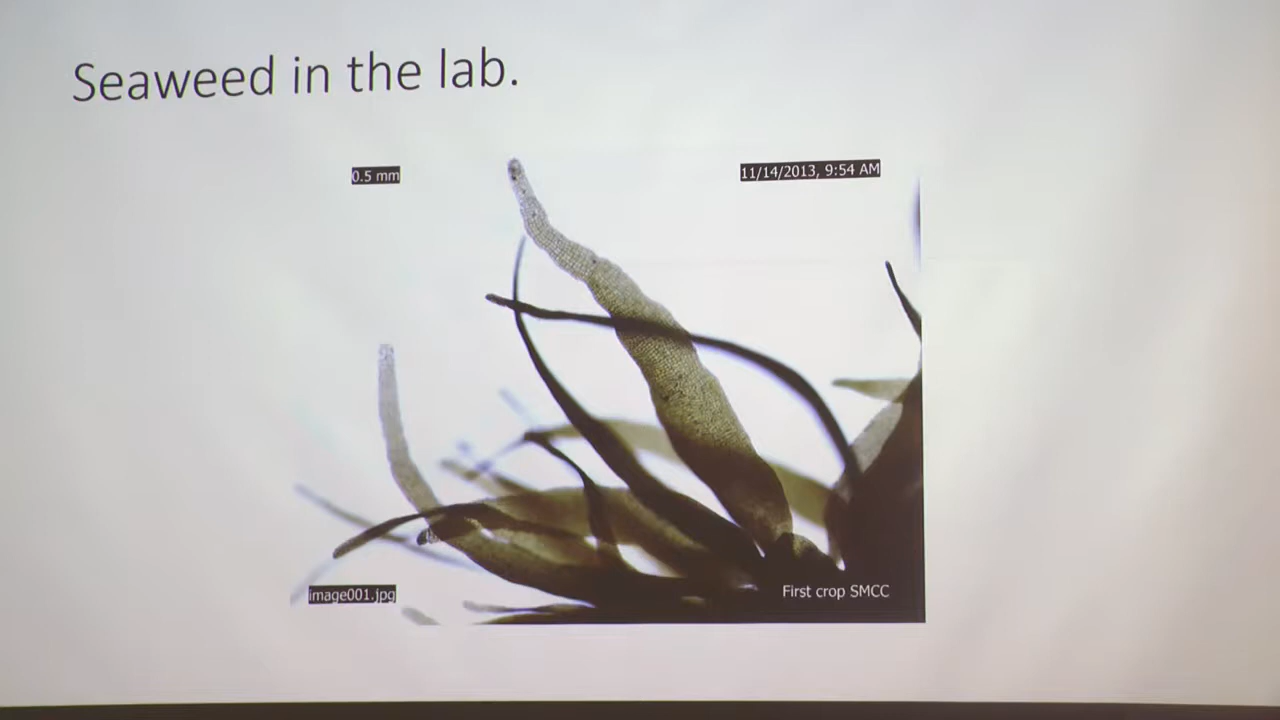 Seaweed in the lab.
0.5 mm
11/14/2013, 9:54 AM
image001.jpg
First crop SMCC